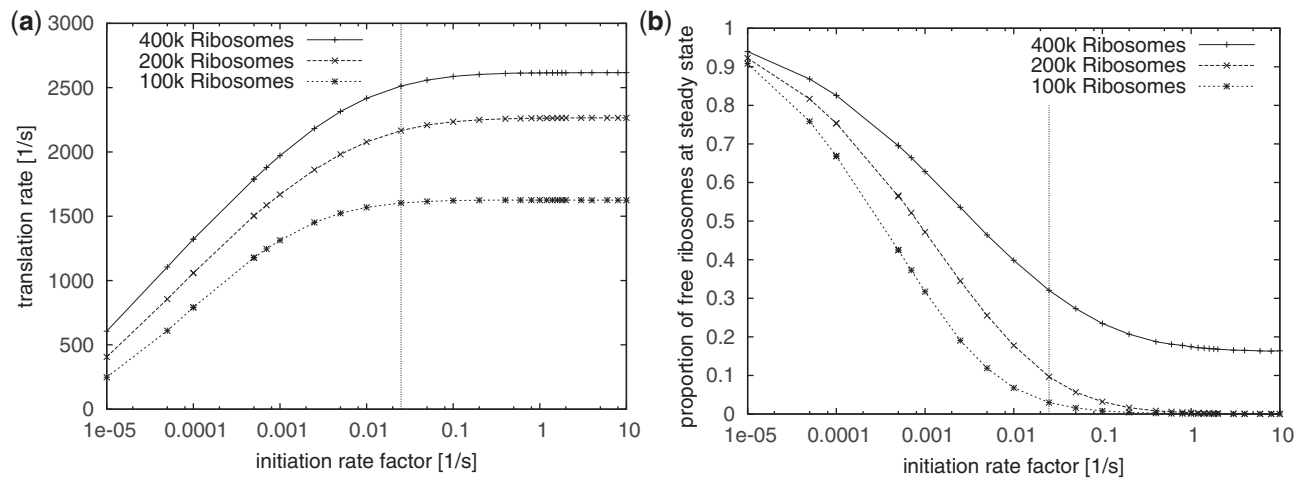 (a)
translation rate [1/s]
3000
2500
2000
1500
1000
500
0
400k Ribosomes
200k Ribosomes
100k Ribosomes
1e-05 0.0001 0.001 0.01 0.1 1 10
initiation rate factor [1/s]
(b)
proportion of free ribosomes at steady state
1
0.9
0.8
0.7
0.6
0.5
0.4
0.3
0.2
0.1
0
400k Ribosomes
200k Ribosomes
100k Ribosomes
1e-05 0.0001 0.001 0.01 0.1 1 10
initiation rate factor [1/s]